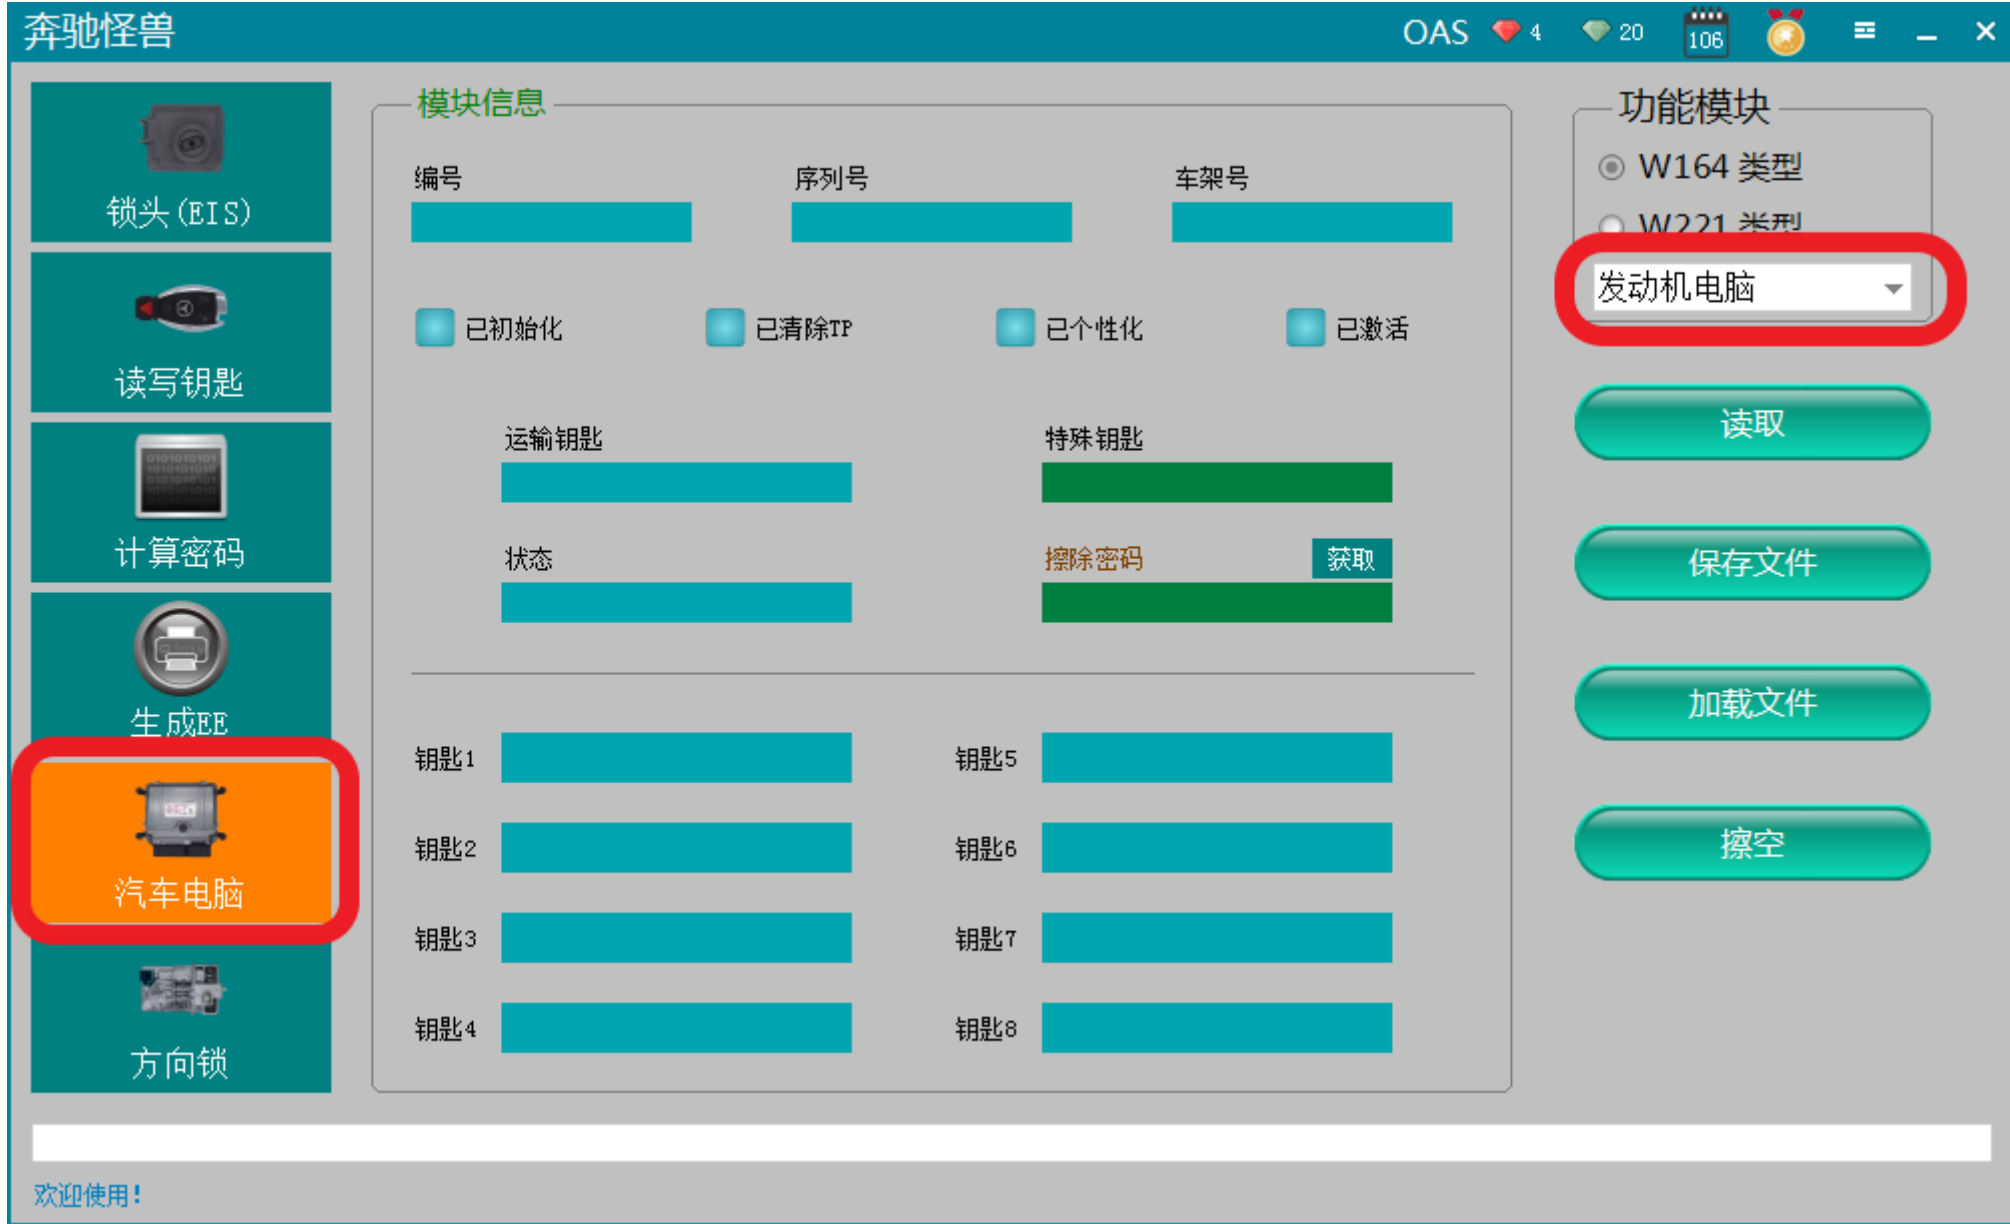 奔驰怪兽
OAS 4 20 106
锁头(EIS)
读写钥匙
计算密码
生成EE
汽车电脑
方向锁
模块信息
编号 序列号 车架号
已初始化 已清除TP 已个性化 已激活
运输钥匙 特殊钥匙
状态 擦除密码 获取
钥匙1 钥匙5
钥匙2 钥匙6
钥匙3 钥匙7
钥匙4 钥匙8
功能模块
W164 类型
W221 类型
发动机电脑
读取
保存文件
加载文件
擦空
欢迎使用!